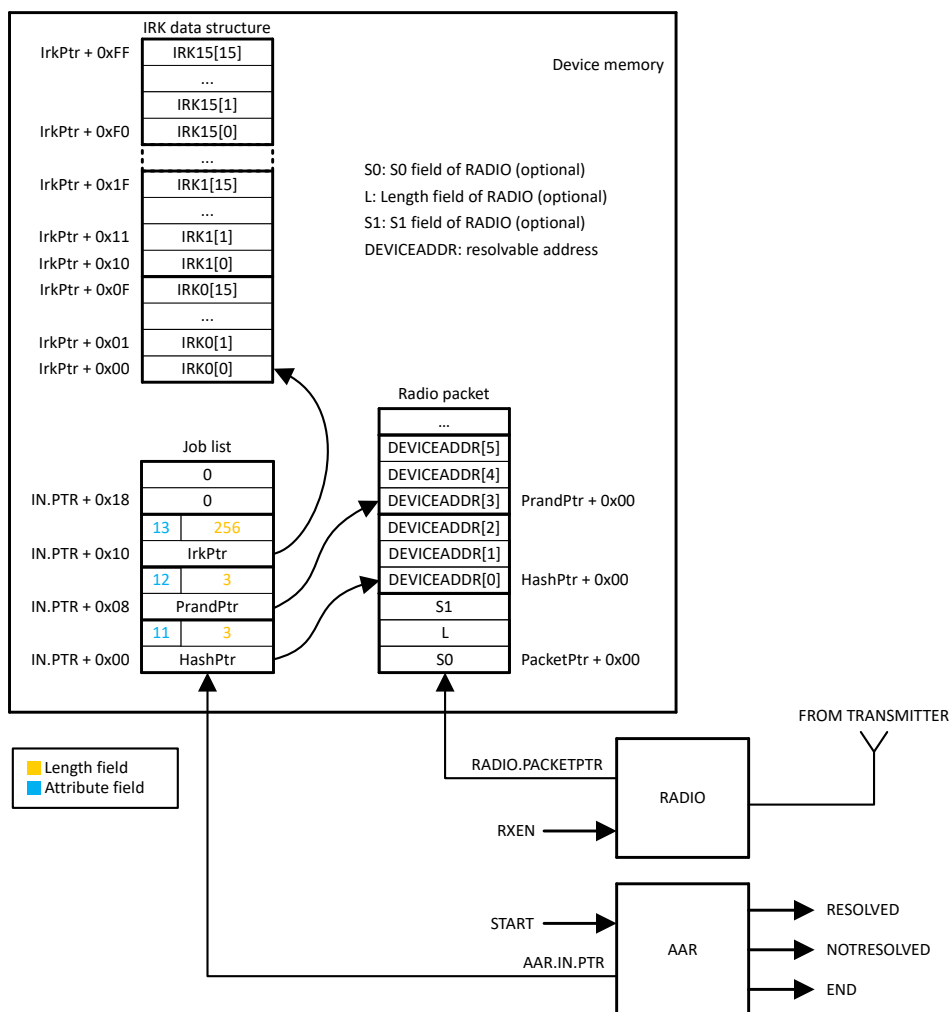 IRK data structure
IrkPtr + 0xFF IRK15[15]
Device memory
...
IRK15[1]
IrkPtr + 0xF0 IRK15[0]
...
IrkPtr + 0x1F IRK1[15]
...
IrkPtr + 0x11 IRK1[1]
IrkPtr + 0x10 IRK1[0]
IrkPtr + 0x0F IRK0[15]
...
IrkPtr + 0x01 IRK0[1]
IrkPtr + 0x00 IRK0[0]
S0: S0 field of RADIO (optional)
L: Length field of RADIO (optional)
S1: S1 field of RADIO (optional)
DEVICEADDR: resolvable address
Job list
0
IN.PTR + 0x18 0
13 256
IN.PTR + 0x10 IrkPtr
12 3
IN.PTR + 0x08 PrandPtr
11 3
IN.PTR + 0x00 HashPtr
Radio packet
...
DEVICEADDR[5]
DEVICEADDR[4]
DEVICEADDR[3] PrandPtr + 0x00
DEVICEADDR[2]
DEVICEADDR[1]
DEVICEADDR[0] HashPtr + 0x00
S1
L
S0 PacketPtr + 0x00
FROM TRANSMITTER
Length field
Attribute field
RADIO.PACKETPTR
RADIO
RXEN
START
AAR.IN.PTR
AAR
RESOLVED
NOTRESOLVED
END